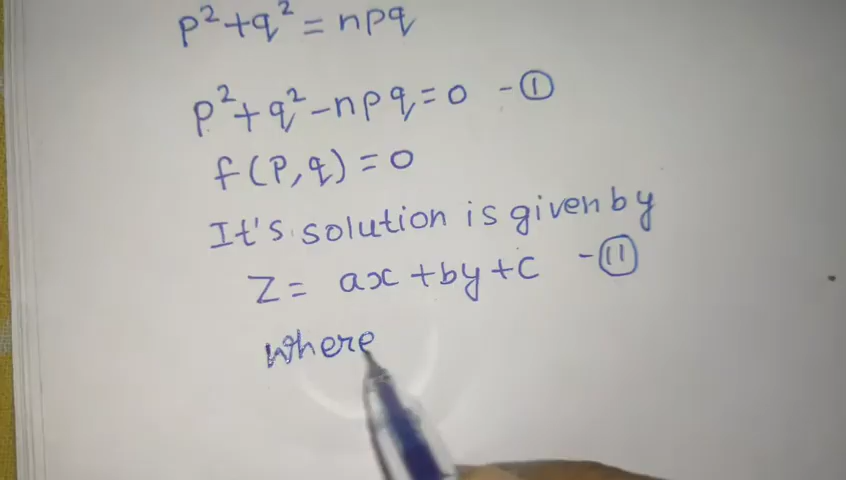 p²+q² = npq
p²+q²-npq=0 -①
f(p,q)=0
It's solution is given by
z= ax+by+c -⑪
where